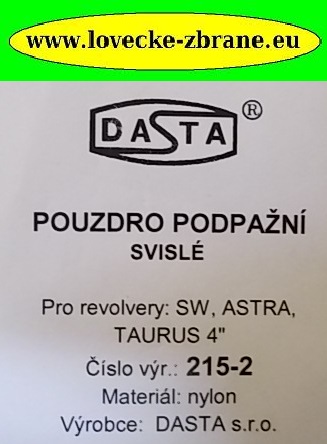 www.lovecke-zbrane.eu
DASTA ®
POUZDRO PODPAŽNÍ
SVISLÉ
Pro revolvery: SW, ASTRA,
TAURUS 4"
Číslo výr.: 215-2
Materiál: nylon
Výrobce: DASTA s.r.o.